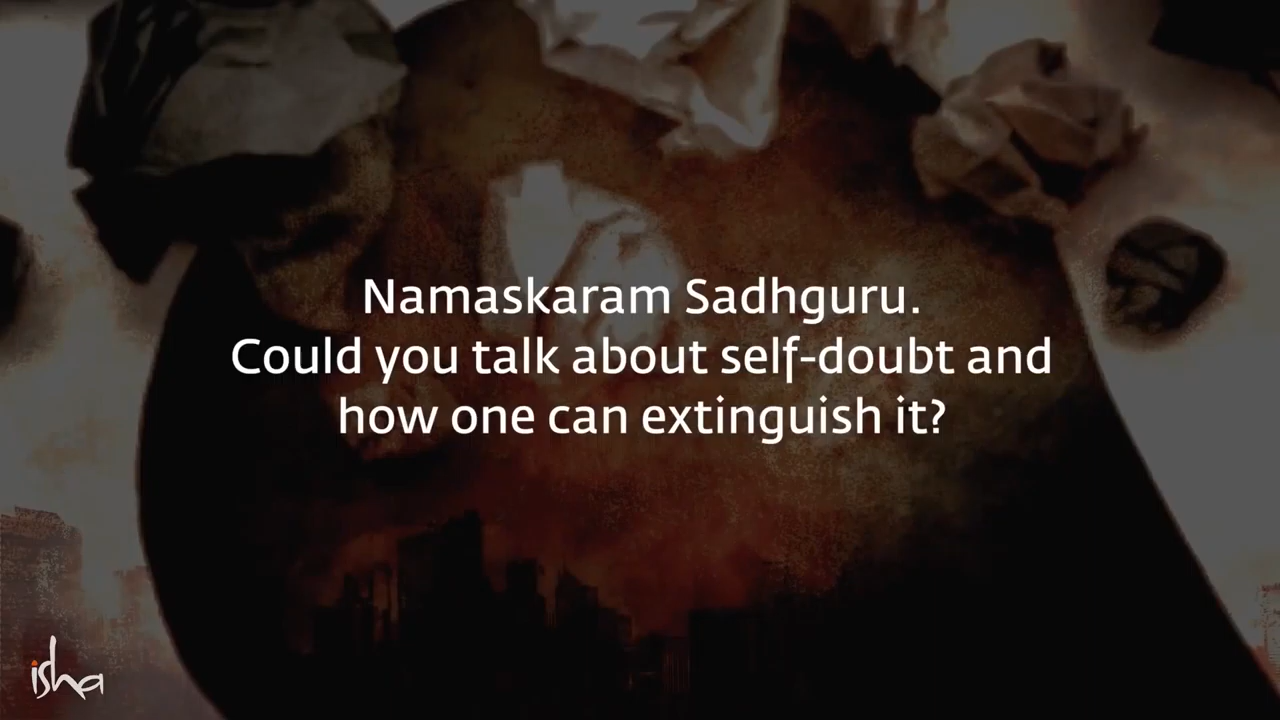 Namaskaram Sadhguru.
Could you talk about self-doubt and
how one can extinguish it?
isha